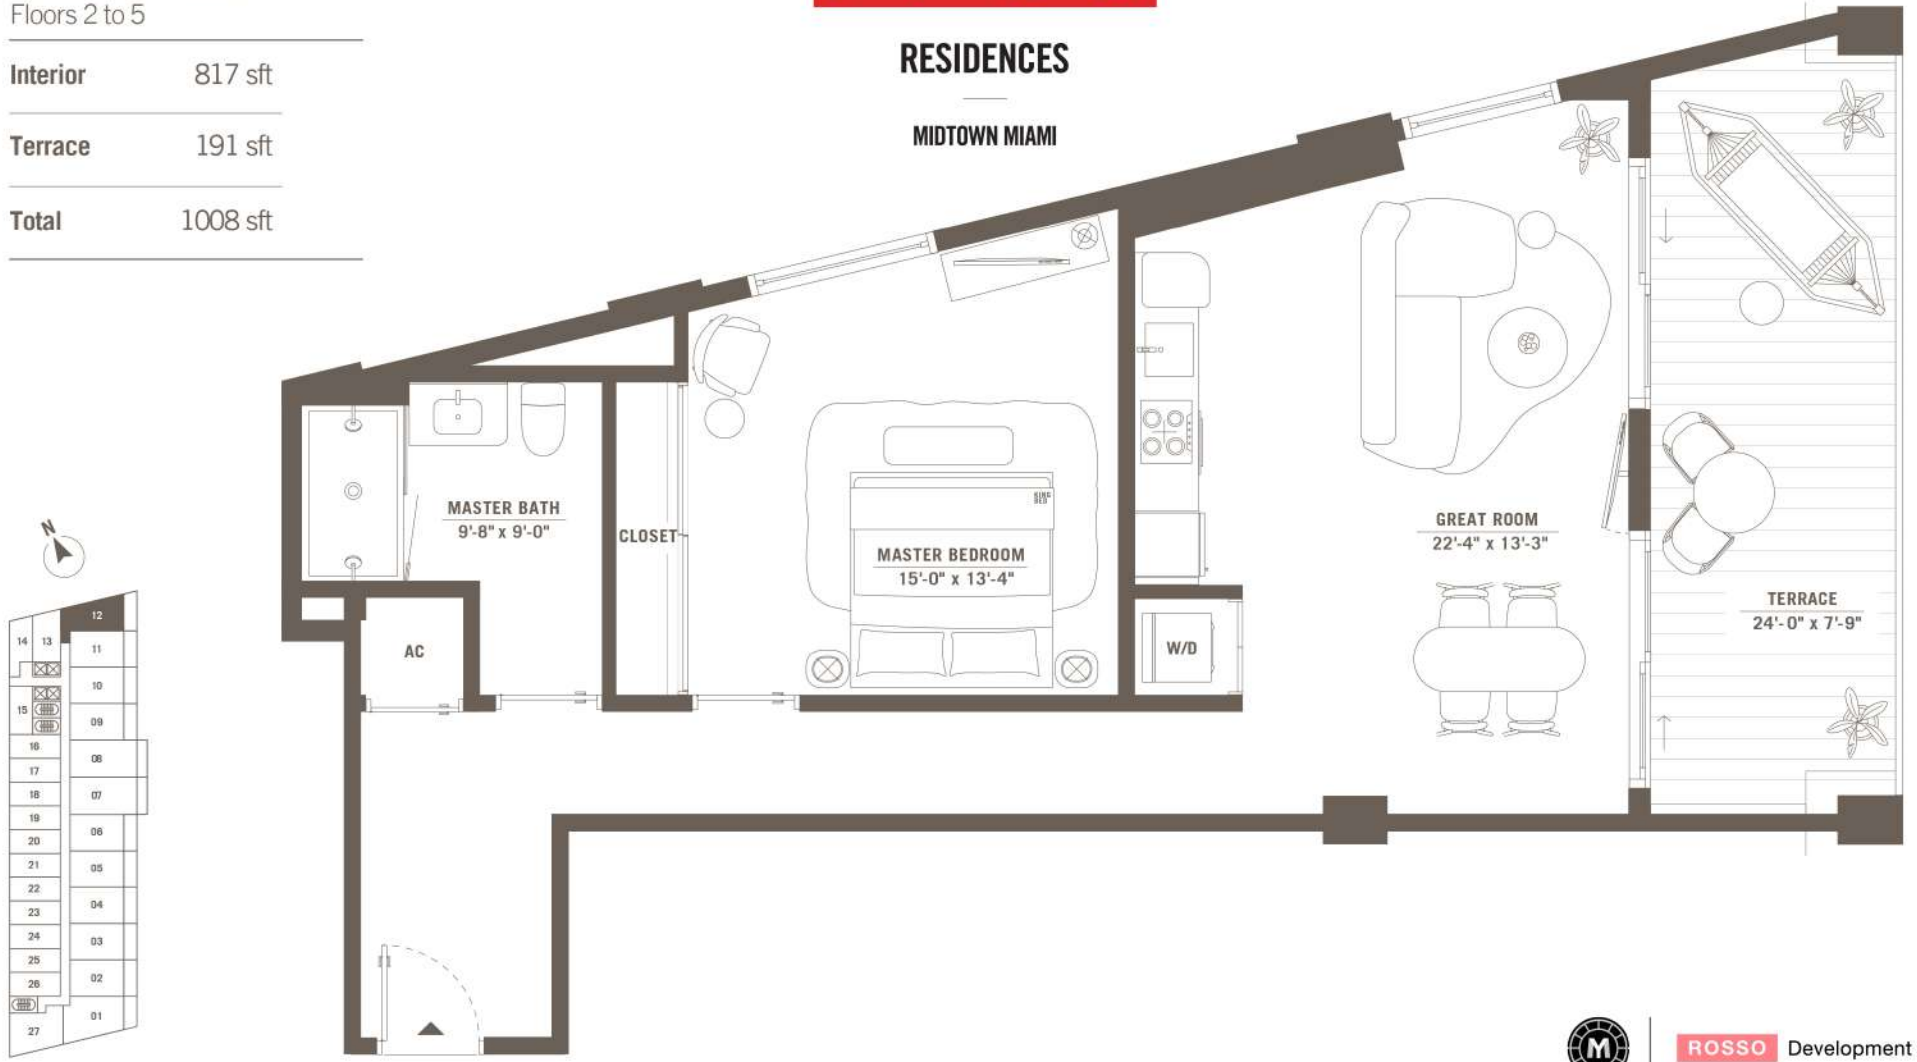 Floors 2 to 5
Interior 817 sft
Terrace 191 sft
Total 1008 sft
RESIDENCES
MIDTOWN MIAMI
MASTER BATH
9'-8" x 9'-0"
CLOSET
MASTER BEDROOM
15'-0" x 13'-4"
KING
BED
GREAT ROOM
22'-4" x 13'-3"
TERRACE
24'-0" x 7'-9"
AC
W/D
N
12
14 13
11
10
15 09
16 08
17
18 07
19
20 06
21 05
22
23 04
24 03
25
26 02
27 01
M
ROSSO Development